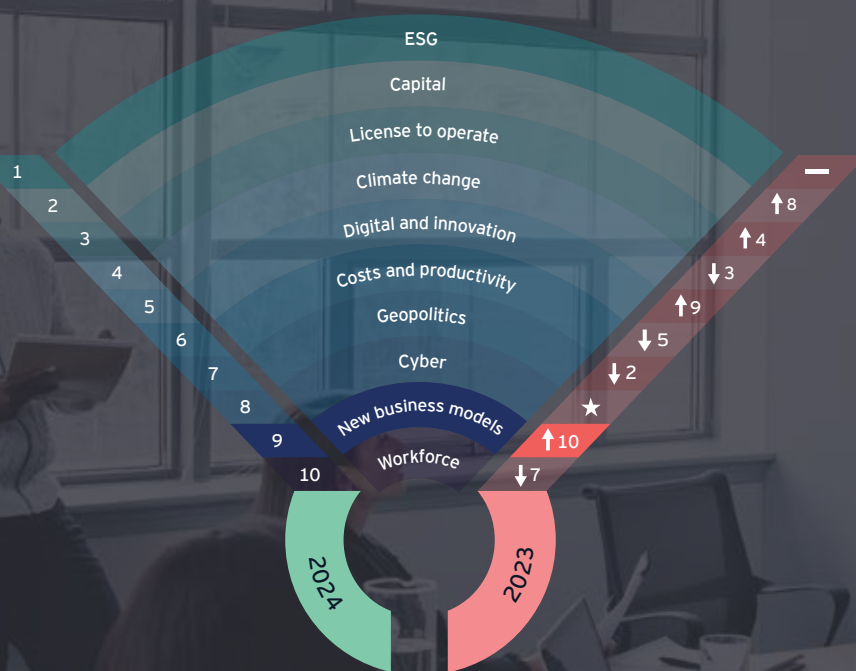 ESG
Capital
License to operate
Climate change
Digital and innovation
Costs and productivity
Geopolitics
Cyber
New business models
Workforce
1
2
3
4
5
6
7
8
9
10
—
↑ 8
↑ 4
↓ 3
↑ 9
↓ 5
↓ 2
★
↑ 10
↓ 7
2024
2023